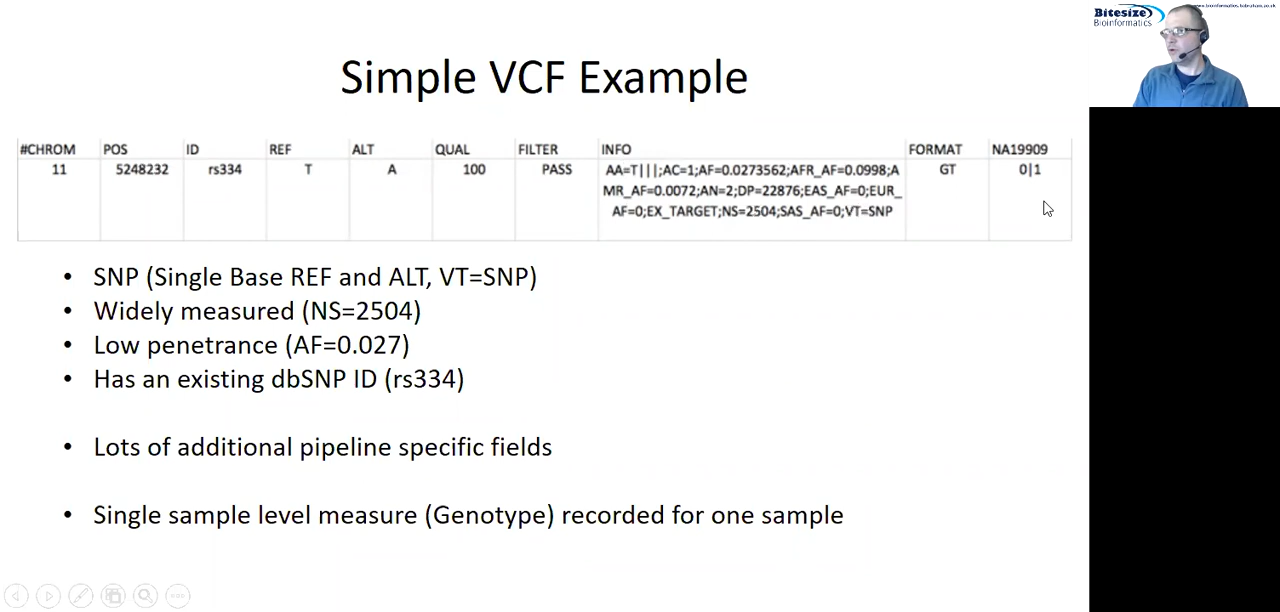 Bitesize
Bioinformatics
Simple VCF Example
#CHROM POS ID REF ALT QUAL FILTER INFO FORMAT NA19909
11 5248232 rs334 T A 100 PASS AA=T|||;AC=1;AF=0.0273562;AFR_AF=0.0998;A GT 0|1
MR_AF=0.0072;AN=2;DP=22876;EAS_AF=0;EUR_
AF=0;EX_TARGET;NS=2504;SAS_AF=0;VT=SNP
• SNP (Single Base REF and ALT, VT=SNP)
• Widely measured (NS=2504)
• Low penetrance (AF=0.027)
• Has an existing dbSNP ID (rs334)
• Lots of additional pipeline specific fields
• Single sample level measure (Genotype) recorded for one sample